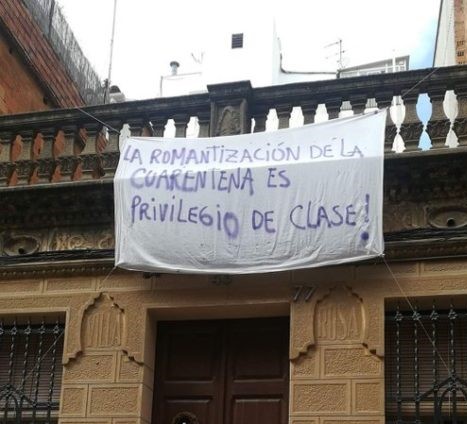 LA ROMANTIZACIÓN DE LA
CUARENTENA ES
PRIVILEGIO DE CLASE!
77